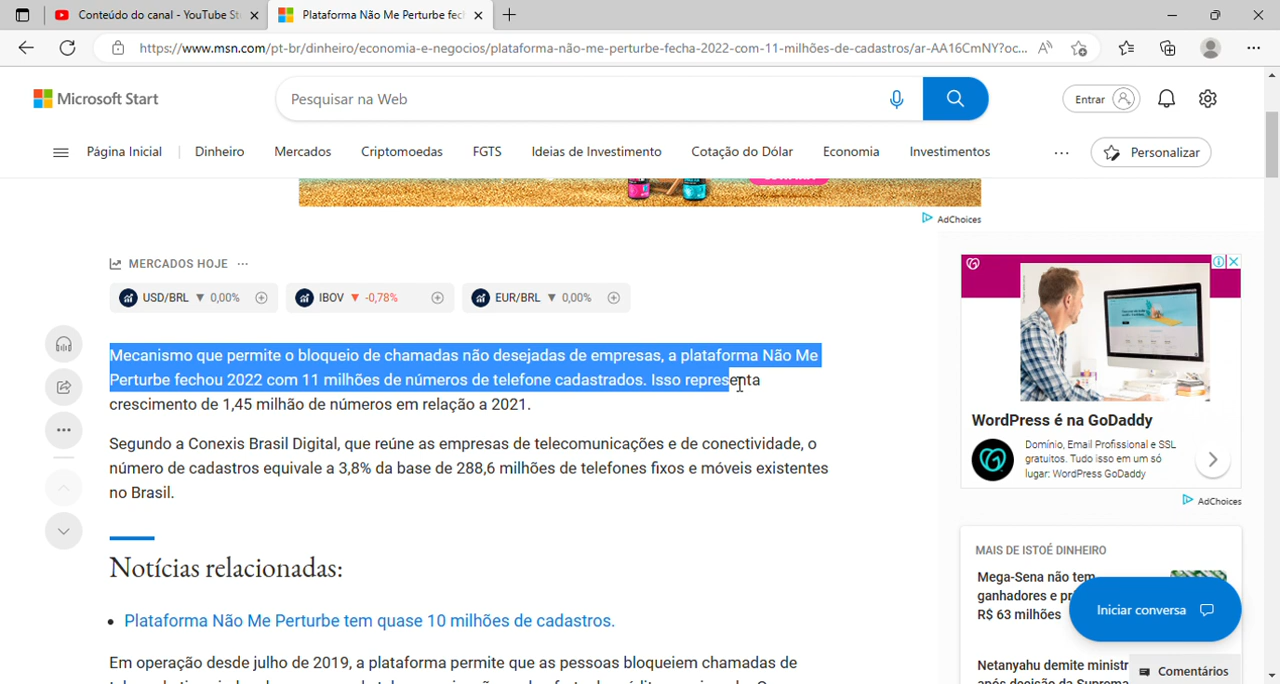 Conteúdo do canal - YouTube St
Plataforma Não Me Perturbe fec
https://www.msn.com/pt-br/dinheiro/economia-e-negocios/plataforma-não-me-perturbe-fecha-2022-com-11-milhões-de-cadastros/ar-AA16CmNY?oc...
Microsoft Start
Pesquisar na Web
Entrar
Página Inicial
Dinheiro
Mercados
Criptomoedas
FGTS
Ideias de Investimento
Cotação do Dólar
Economia
Investimentos
Personalizar
AdChoices
MERCADOS HOJE ...
USD/BRL ▼ 0,00%
IBOV ▼ -0,78%
EUR/BRL ▼ 0,00%
Mecanismo que permite o bloqueio de chamadas não desejadas de empresas, a plataforma Não Me
Perturbe fechou 2022 com 11 milhões de números de telefone cadastrados. Isso representa
crescimento de 1,45 milhão de números em relação a 2021.
Segundo a Conexis Brasil Digital, que reúne as empresas de telecomunicações e de conectividade, o
número de cadastros equivale a 3,8% da base de 288,6 milhões de telefones fixos e móveis existentes
no Brasil.
Notícias relacionadas:
• Plataforma Não Me Perturbe tem quase 10 milhões de cadastros.
Em operação desde julho de 2019, a plataforma permite que as pessoas bloqueiem chamadas de
WordPress é na GoDaddy
Domínio, Email Profissional e SSL
gratuitos. Tudo isso em um só
lugar: WordPress GoDaddy
AdChoices
MAIS DE ISTOÉ DINHEIRO
Mega-Sena não tem
ganhadores e
R$ 63 milhões
Iniciar conversa
Netanyahu demite
Comentários